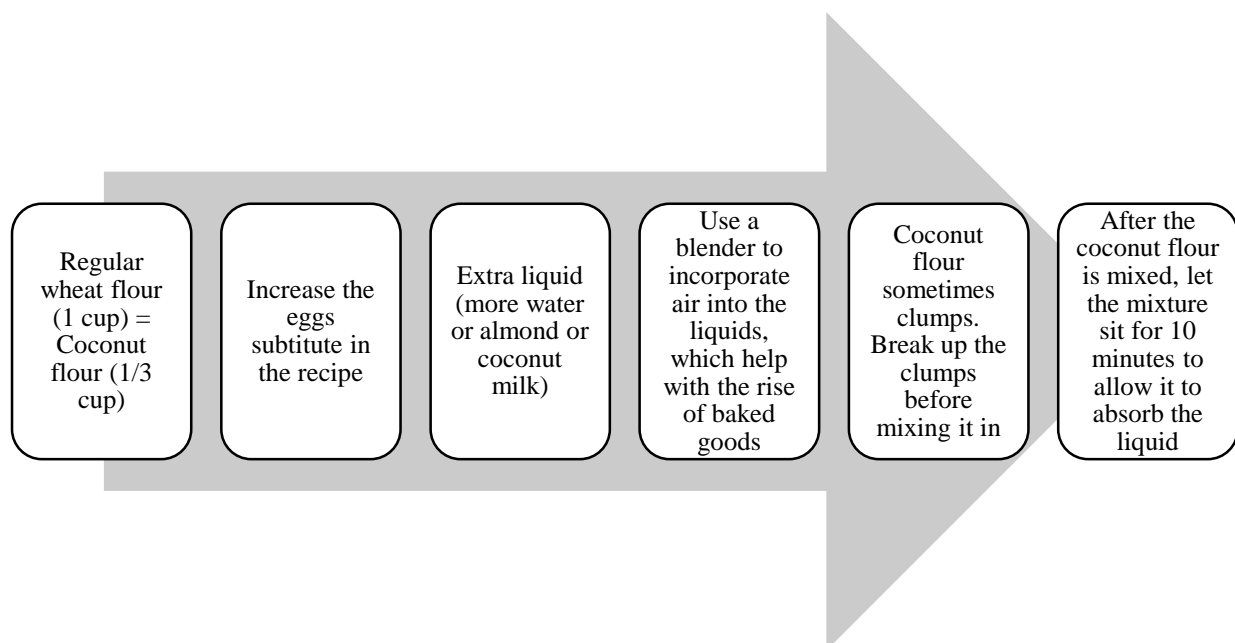 Regular
wheat flour
(1 cup) =
Coconut
flour (1/3
cup)
Increase the
eggs
subtitute in
the recipe
Extra liquid
(more water
or almond or
coconut
milk)
Use a
blender to
incorporate
air into the
liquids,
which help
with the rise
of baked
goods
Coconut
flour
sometimes
clumps.
Break up the
clumps
before
mixing it in
After the
coconut flour
is mixed, let
the mixture
sit for 10
minutes to
allow it to
absorb the
liquid